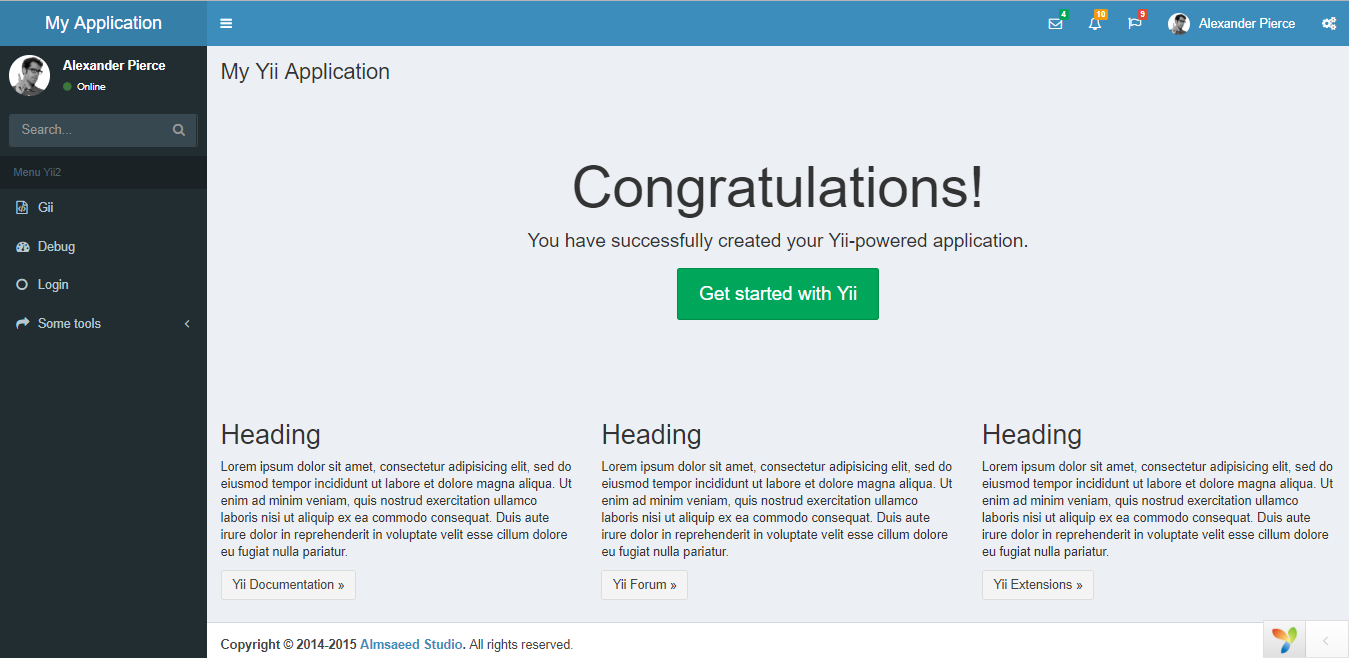 My Application
4
10
9
Alexander Pierce
Alexander Pierce
Online
Search...
Menu Yii2
Gii
Debug
Login
Some tools
My Yii Application
Congratulations!
You have successfully created your Yii-powered application.
Get started with Yii
Heading
Lorem ipsum dolor sit amet, consectetur adipisicing elit, sed do
eiusmod tempor incididunt ut labore et dolore magna aliqua. Ut
enim ad minim veniam, quis nostrud exercitation ullamco
laboris nisi ut aliquip ex ea commodo consequat. Duis aute
irure dolor in reprehenderit in voluptate velit esse cillum dolore
eu fugiat nulla pariatur.
Yii Documentation »
Heading
Lorem ipsum dolor sit amet, consectetur adipisicing elit, sed do
eiusmod tempor incididunt ut labore et dolore magna aliqua. Ut
enim ad minim veniam, quis nostrud exercitation ullamco
laboris nisi ut aliquip ex ea commodo consequat. Duis aute
irure dolor in reprehenderit in voluptate velit esse cillum dolore
eu fugiat nulla pariatur.
Yii Forum »
Heading
Lorem ipsum dolor sit amet, consectetur adipisicing elit, sed do
eiusmod tempor incididunt ut labore et dolore magna aliqua. Ut
enim ad minim veniam, quis nostrud exercitation ullamco
laboris nisi ut aliquip ex ea commodo consequat. Duis aute
irure dolor in reprehenderit in voluptate velit esse cillum dolore
eu fugiat nulla pariatur.
Yii Extensions »
Copyright © 2014-2015 Almsaeed Studio. All rights reserved.